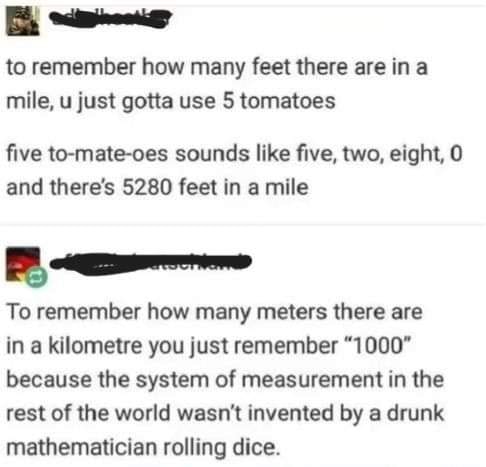 to remember how many feet there are in a
mile, u just gotta use 5 tomatoes
five to-mate-oes sounds like five, two, eight, 0
and there's 5280 feet in a mile
To remember how many meters there are
in a kilometre you just remember “1000”
because the system of measurement in the
rest of the world wasn't invented by a drunk
mathematician rolling dice.